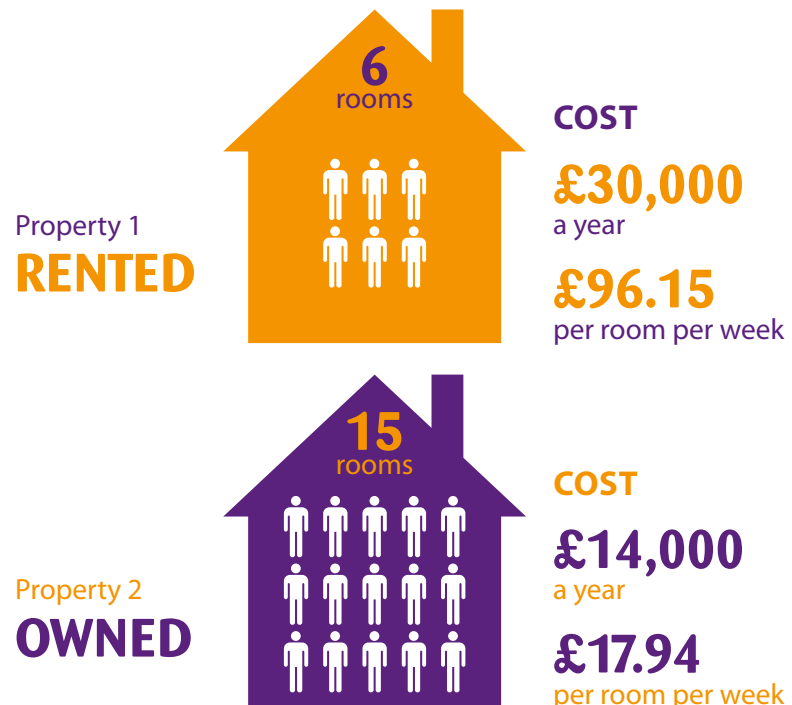 6
rooms
COST
£30,000
a year
£96.15
per room per week
Property 1
RENTED
15
rooms
COST
£14,000
a year
£17.94
per room per week
Property 2
OWNED